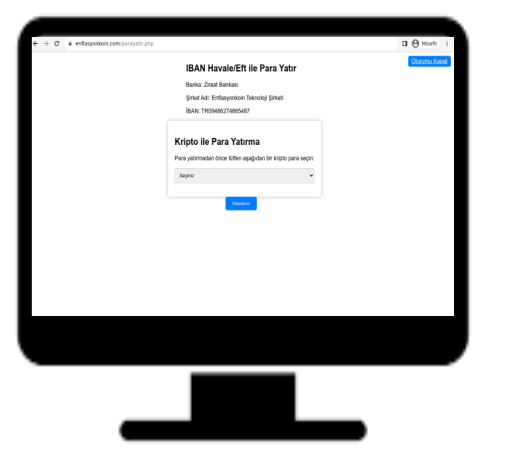 enflasyonkoin.com/parayatir.php
Misafir
Oturumu Kapat
IBAN Havale/Eft ile Para Yatır
Banka: Ziraat Bankası
Şirket Adı: Enflasyonkoin Teknoloji Şirketi
İBAN: TR09486274865487
Kripto ile Para Yatırma
Para yatırmadan önce lütfen aşağıdan bir kripto para seçin:
Seçiniz
Hesabım